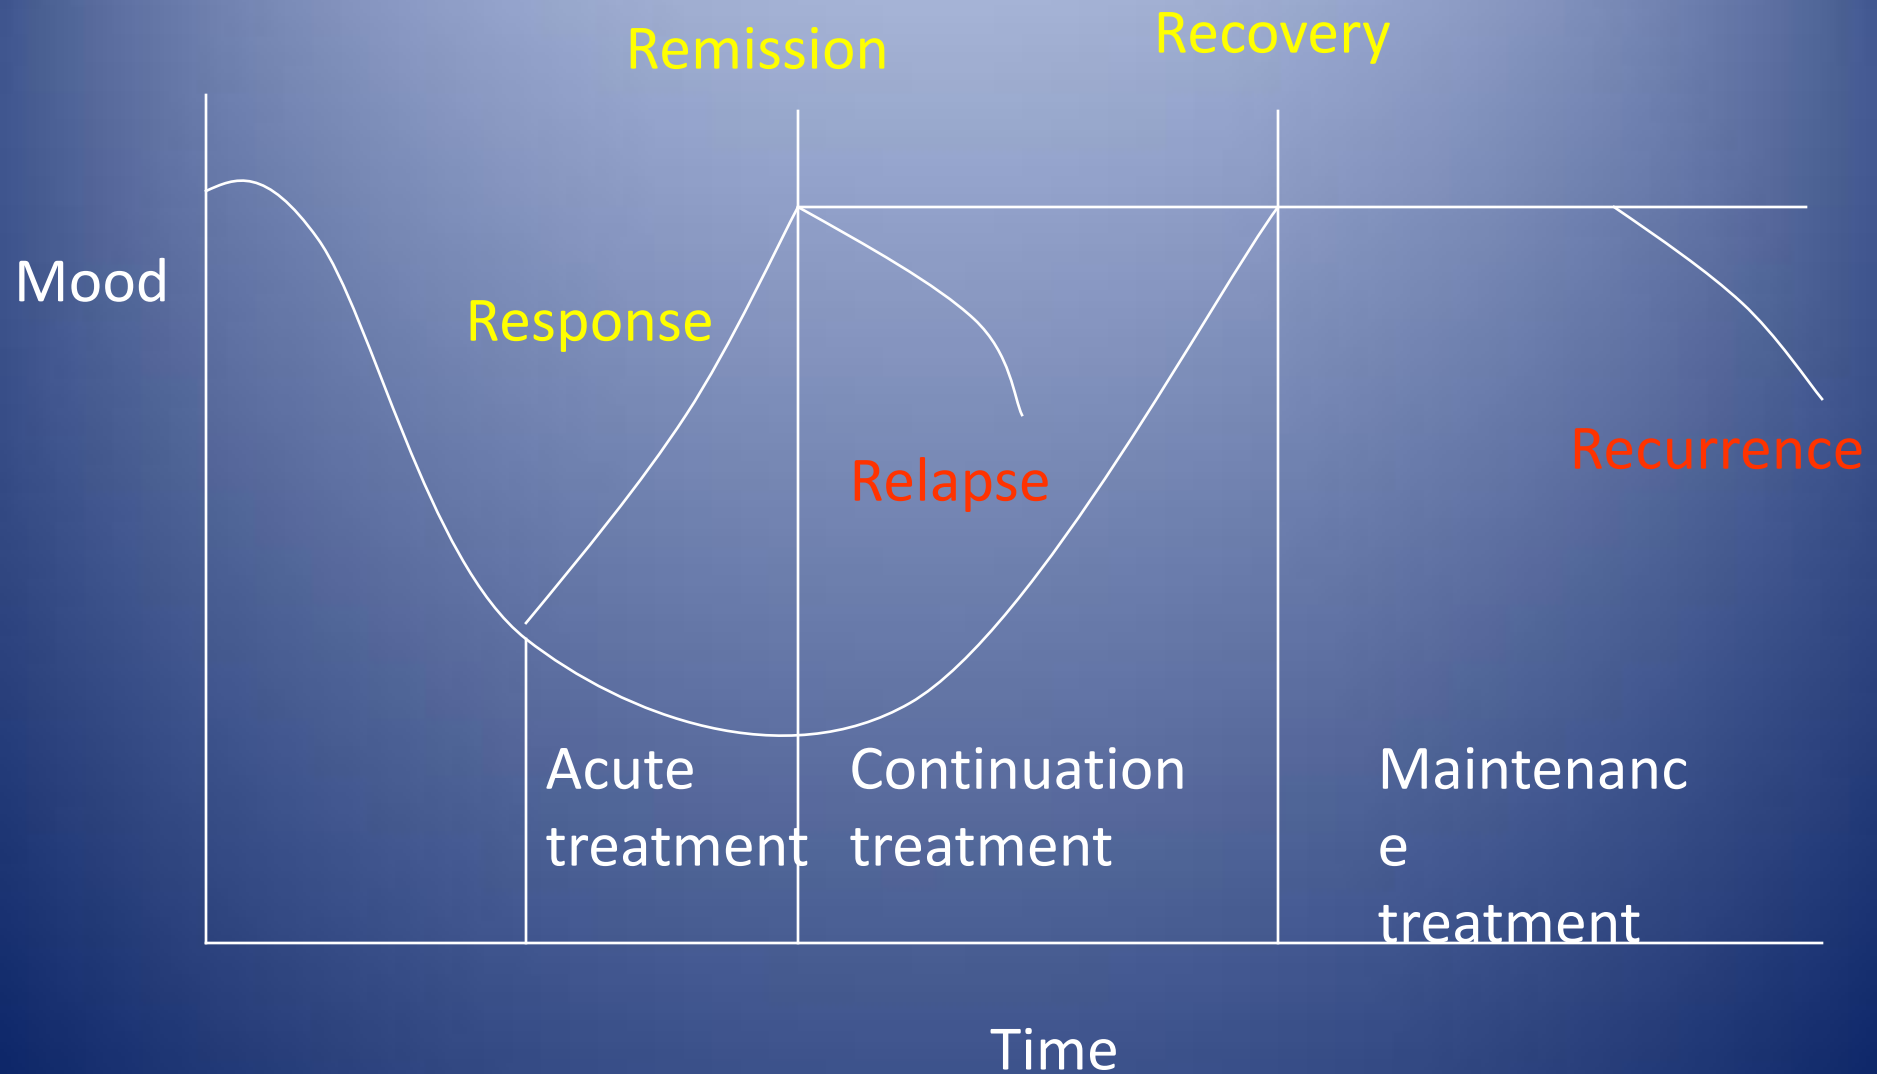 Remission
Recovery
Mood
Response
Relapse
Recurrence
Acute
treatment
Continuation
treatment
Maintenanc
e
treatment
Time